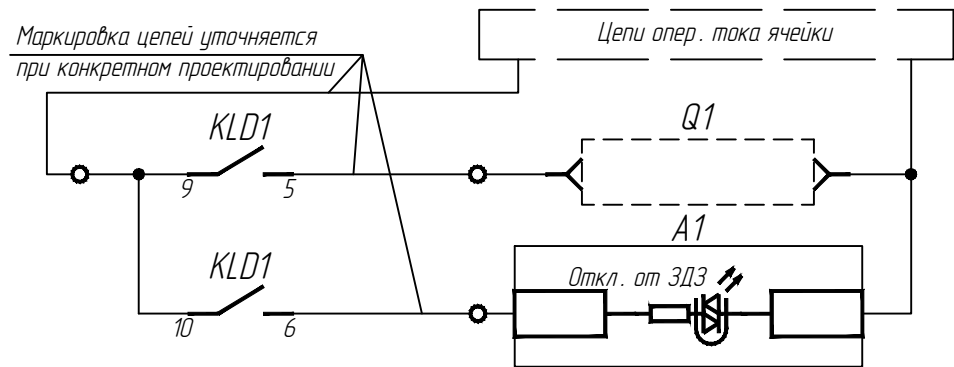 Маркировка цепей уточняется
при конкретном проектировании
Цепи опер. тока ячейки
KLD1
9
5
Q1
KLD1
10
6
A1
Откл. от ЗДЗ